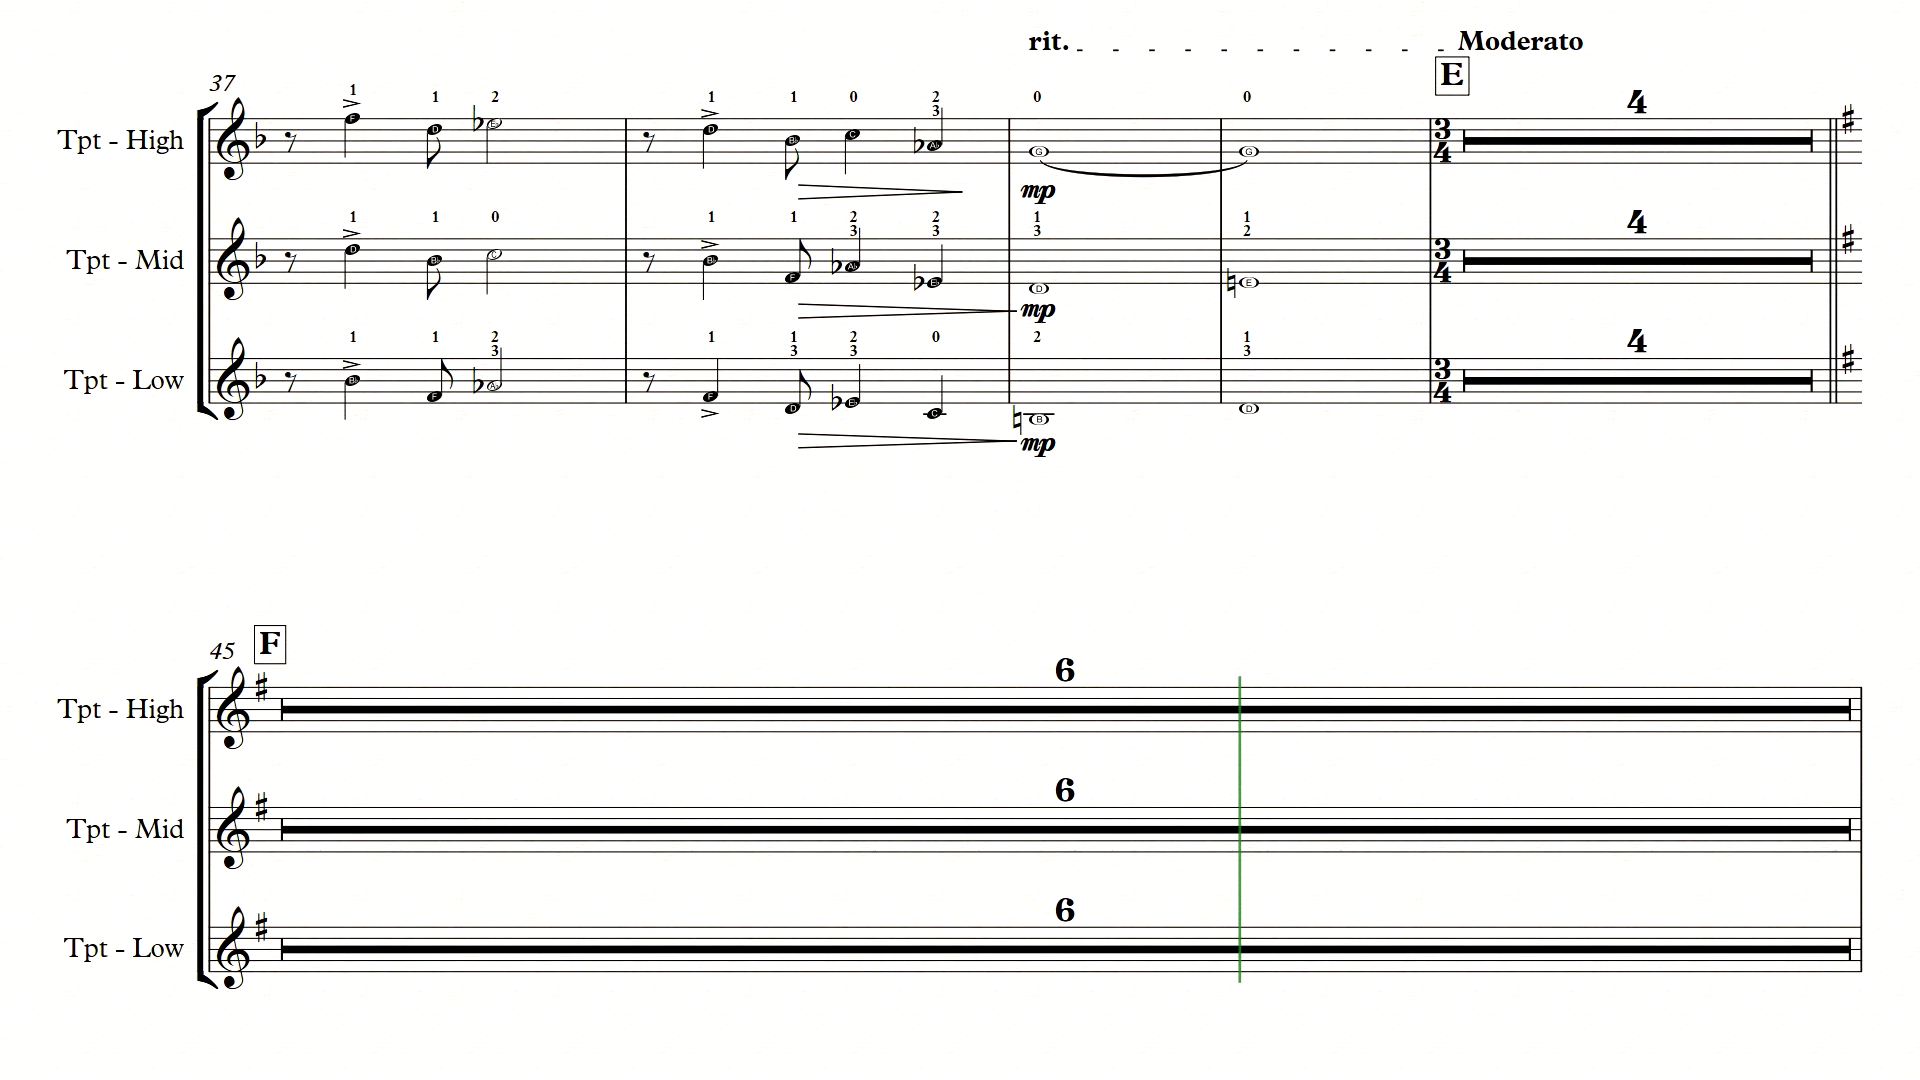 rit. Moderato
E
37
1 1 2 1 1 0 2 0 0 4
3
Tpt - High
3
4
mp
1 1 0 1 1 2 2 1 1 4
3 3 3 2
Tpt - Mid
3
4
mp
1 1 2 1 1 2 0 2 1 4
3 3 3 3
Tpt - Low
3
4
mp
45 F 6
Tpt - High
6
Tpt - Mid
6
Tpt - Low